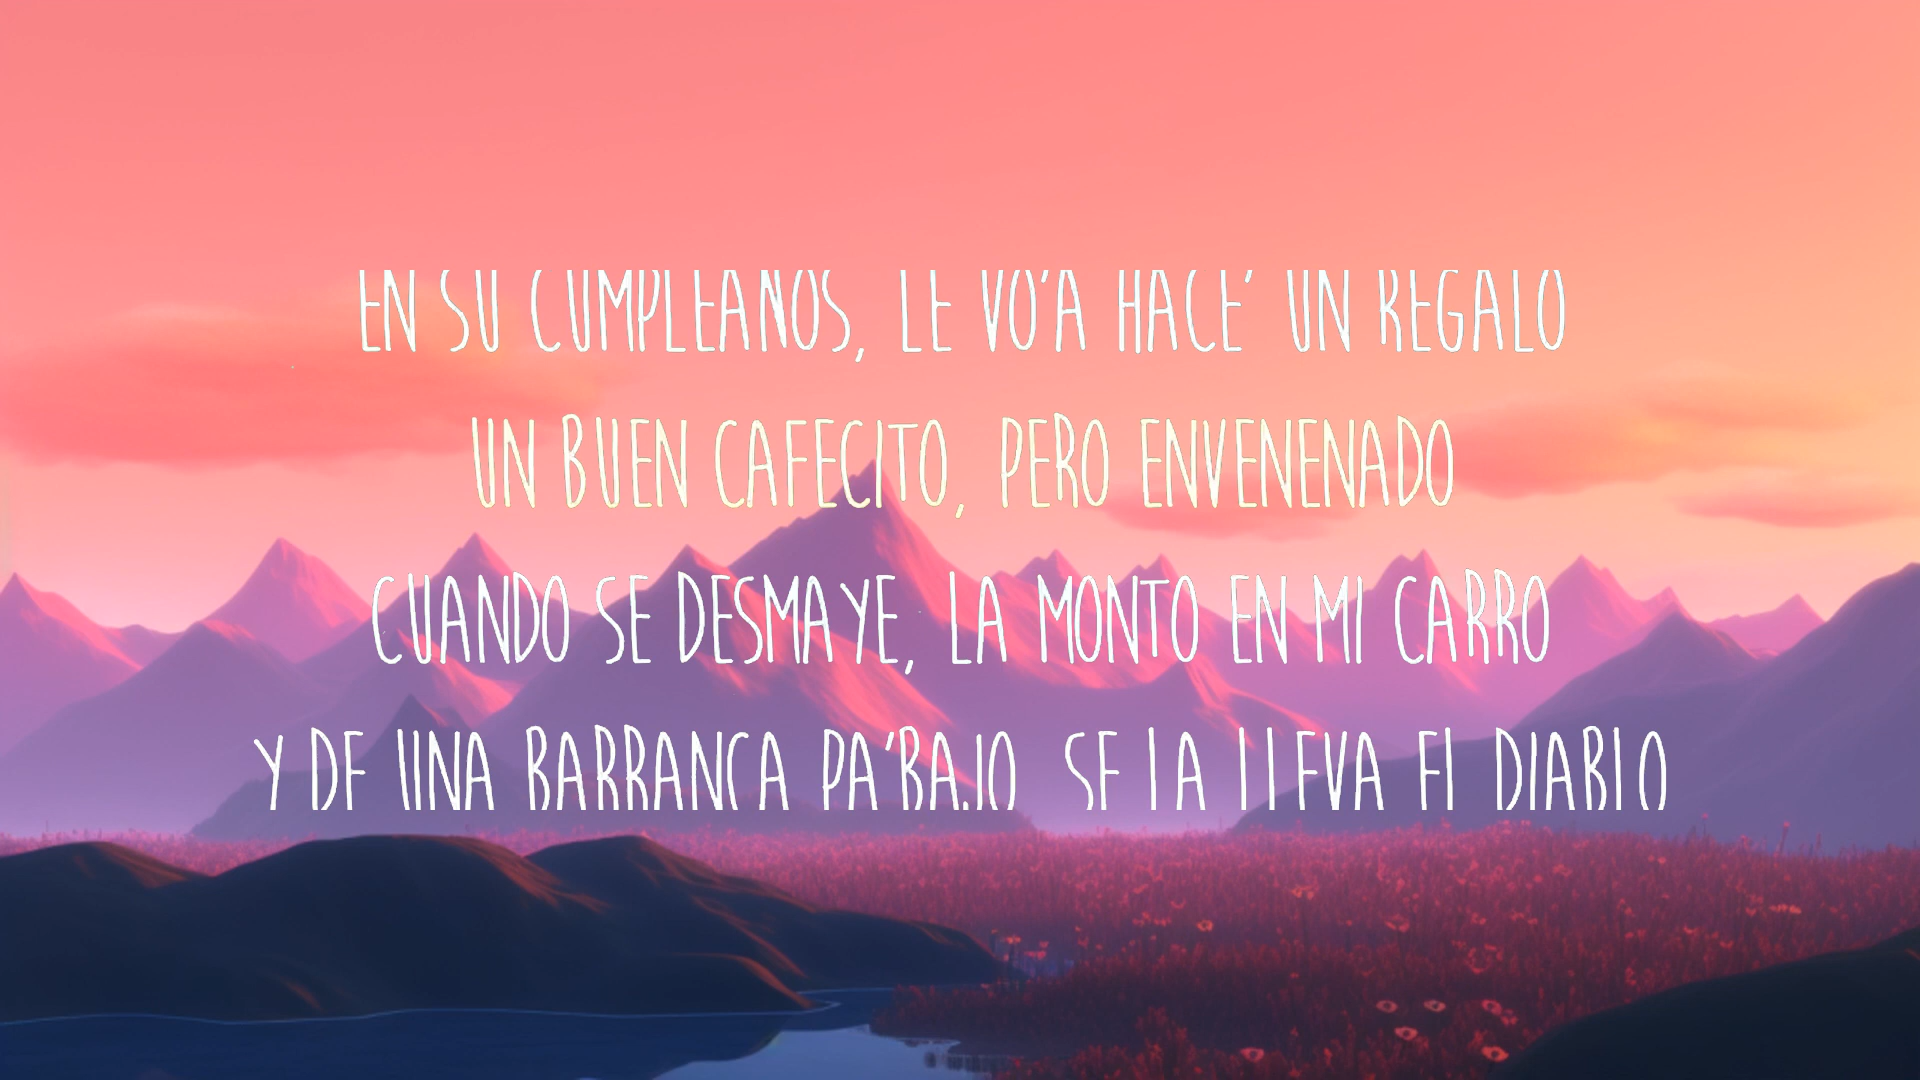 EN SU CUMPLEAÑOS, LE VO'A HACE' UN REGALO
UN BUEN CAFECITO, PERO ENVENENADO
CUANDO SE DESMAYE, LA MONTO EN MI CARRO
Y DE UNA BARRANCA PA'BAJO, SE LA LLEVA EL DIABLO